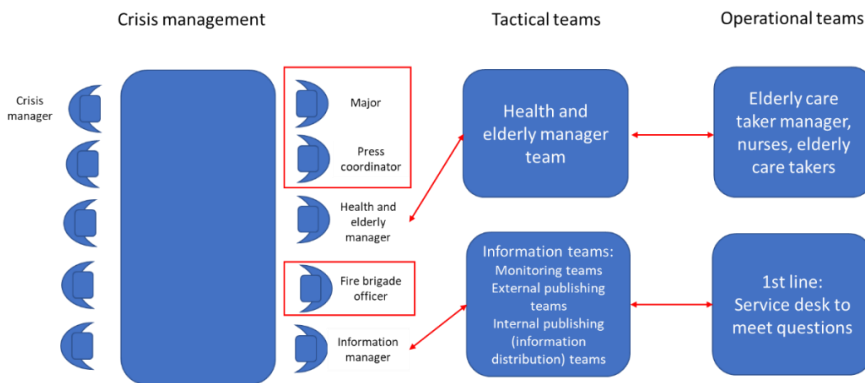 Crisis management
Tactical teams
Operational teams
Crisis
manager
Major
Press
coordinator
Health and
elderly
manager
Fire brigade
officer
Information
manager
Health and
elderly manager
team
Elderly care
taker manager,
nurses, elderly
care takers
Information teams:
Monitoring teams
External publishing
teams
Internal publishing
(information
distribution) teams
1st line:
Service desk to
meet questions